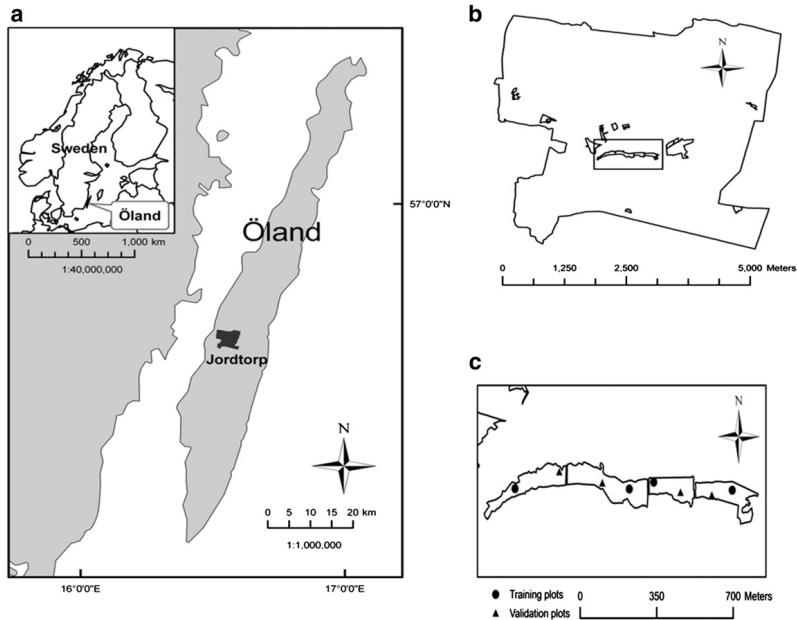 a
Sweden
Öland
0 500 1,000 km
1:40,000,000
Öland
57°0'0"N
Jordtorp
N
0 5 10 15 20 km
1:1,000,000
16°0'0"E 17°0'0"E
b
N
0 1,250 2,500 5,000 Meters
c
N
Training plots
Validation plots
0 350 700 Meters